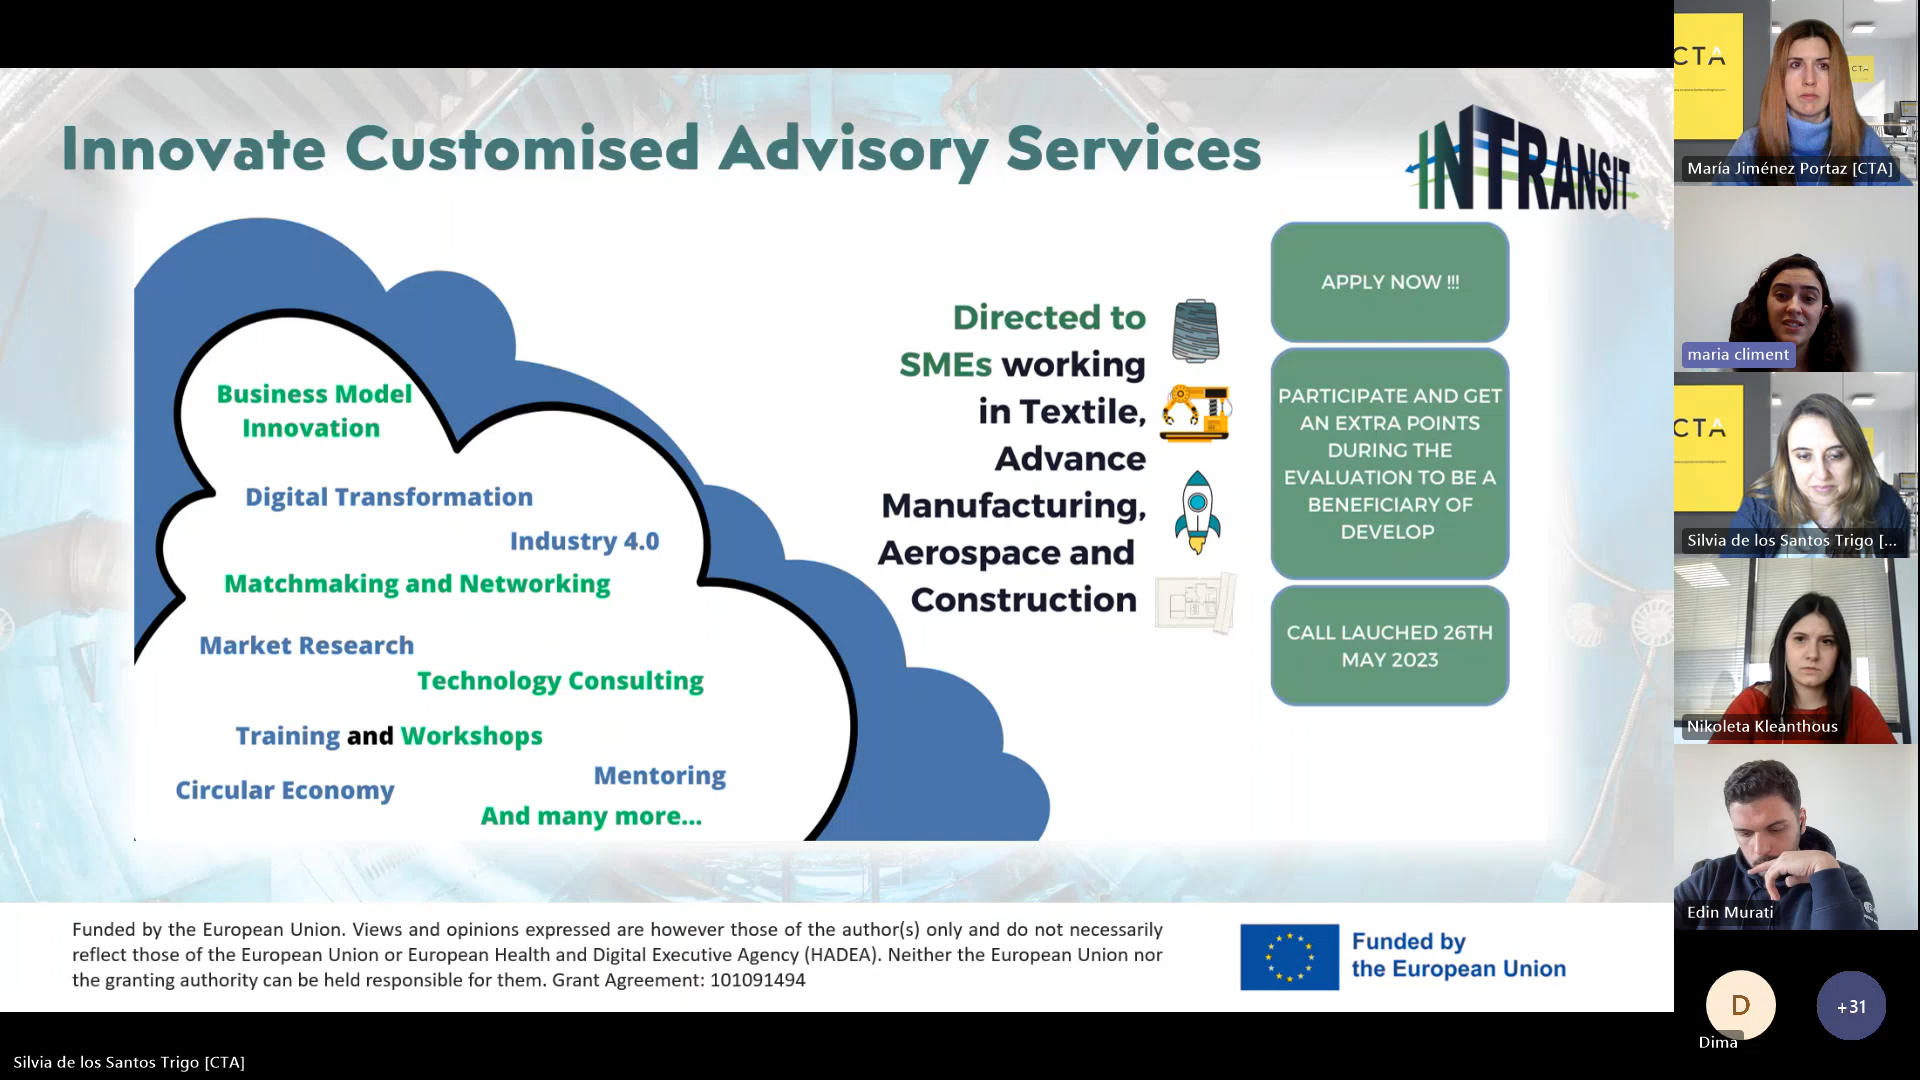 Innovate Customised Advisory Services
INTRANSIT
Business Model
Innovation
Digital Transformation
Industry 4.0
Matchmaking and Networking
Market Research
Technology Consulting
Training and Workshops
Mentoring
Circular Economy
And many more...
Directed to
SMEs working
in Textile,
Advance
Manufacturing,
Aerospace and
Construction
APPLY NOW !!!
PARTICIPATE AND GET
AN EXTRA POINTS
DURING THE
EVALUATION TO BE A
BENEFICIARY OF
DEVELOP
CALL LAUCHED 26TH
MAY 2023
Funded by the European Union. Views and opinions expressed are however those of the author(s) only and do not necessarily
reflect those of the European Union or European Health and Digital Executive Agency (HADEA). Neither the European Union nor
the granting authority can be held responsible for them. Grant Agreement: 101091494
Funded by
the European Union
Silvia de los Santos Trigo [CTA]
CTA
CTA
María Jiménez Portaz [CTA]
maria climent
CTA
Silvia de los Santos Trigo [...
Nikoleta Kleanthous
Edin Murati
D
Dima
+31